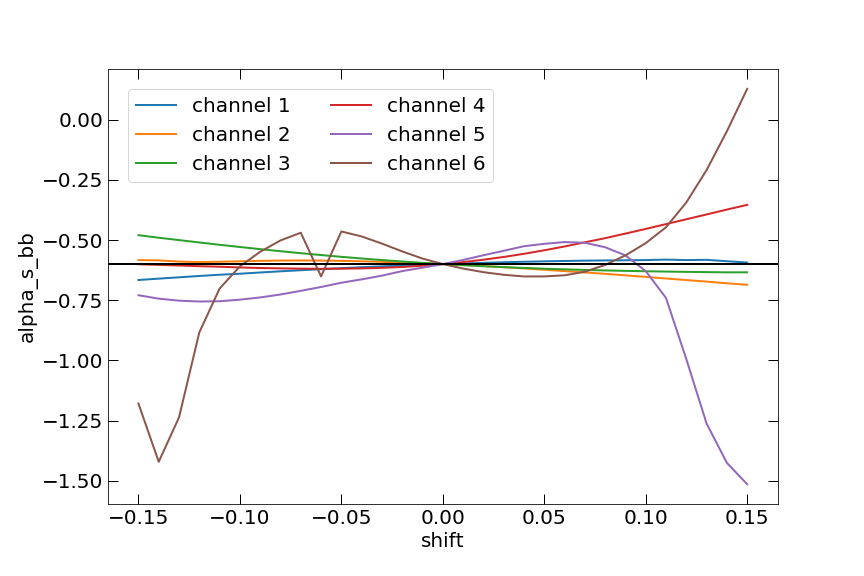 channel 1 channel 4
channel 2 channel 5
channel 3 channel 6
0.00
−0.25
−0.50
−0.75
−1.00
−1.25
−1.50
alpha_s_bb
−0.15 −0.10 −0.05 0.00 0.05 0.10 0.15
shift